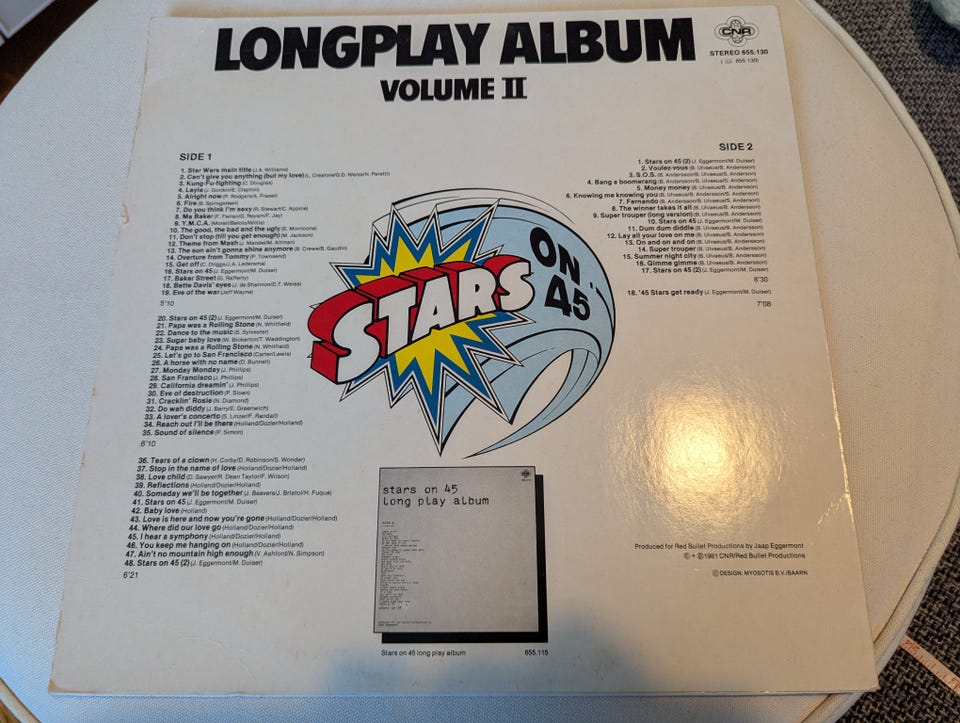 LONGPLAY ALBUM
VOLUME II
CNR
STEREO 655.130
655.130)
SIDE 1
1. Star Wars main title (J.A. Williams)
2. Can't give you anything (but my love) (L. Creatore/G.D. Weiss/N. Peretti)
3. Kung-Fu-fighting (C. Douglas)
4. Layla (J. Gordon/E. Clapton)
5. Alright now (P. Rodgers/A. Fraser)
6. Fire (B. Springsteen)
7. Do you think I'm sexy (R. Stewart/C. Appice)
8. Ma Baker (F. Farian/G. Reyam/F. Jay)
9. Y.M.C.A. (Morali/Belolo/Willis)
10. The good, the bad and the ugly (E. Morricone)
11. Don't stop (till you get enough) (M. Jackson)
12. Theme from Mash (J. Mandel/M. Altman)
13. The sun ain't gonna shine anymore (B Crewe/B. Gaudio)
14. Overture from Tommy (P. Townsend)
15. Get off (C. Driggs/J.A. Ledersma)
16. Stars on 45 (J. Eggermont/M. Duiser)
17. Baker Street (G. Rafferty)
18. Bette Davis' eyes (J. de Shannon/D.T. Weiss)
19. Eve of the war (Jeff Wayne)
5'10
20. Stars on 45 (2) (J. Eggermont/M. Duiser)
21. Papa was a Rolling Stone (N. Whitfield)
22. Dance to the music (S. Sylvester)
23. Sugar baby love (W. Bickerton/T. Waddington)
24. Papa was a Rolling Stone (N. Whitfield)
25. Let's go to San Francisco (Carter/Lewis)
26. A horse with no name (D. Bunnell)
27. Monday Monday (J. Phillips)
28. San Francisco (J. Phillips)
29. California dreamin' (J. Phillips)
30. Eve of destruction (P. Slown)
31. Cracklin' Rosie (N. Diamond)
32. Do wah diddy (J. Barry/E. Greenwich)
33. A lover's concerto (S. Linzer/F. Randall)
34. Reach out I'll be there (Holland/Dozier/Holland)
35. Sound of silence (P. Simon)
6'10
36. Tears of a clown (H. Corby/D. Robinson/S. Wonder)
37. Stop in the name of love (Holland/Dozier/Holland)
38. Love child (D. Sawyer/R. Dean Taylor/F. Wilson)
39. Reflections (Holland/Dozier/Holland)
40. Someday we'll be together (J. Beavers/J. Bristol/H. Fuqua)
41. Stars on 45 (J. Eggermont/M. Duiser)
42. Baby love (Holland)
43. Love is here and now you're gone (Holland/Dozier/Holland)
44. Where did our love go (Holland/Dozier/Holland)
45. I hear a symphony (Holland/Dozier/Holland)
46. You keep me hanging on (Holland/Dozier/Holland)
47. Ain't no mountain high enough (V. Ashford/N. Simpson)
48. Stars on 45 (2) (J. Eggermont/M. Duiser)
6'21
STARS
ON
45
SIDE 2
1. Stars on 45 (2) (J. Eggermont/M. Duiser)
2. Voulez-vous (B. Ulvaeus/B. Andersson)
3. S.O.S. (B. Andersson/B. Ulvaeus/S. Anderson)
4. Bang a boomerang (B. Andersson/B. Ulvaeus/S. Anderson)
5. Money money (B. Ulvaeus/B. Andersson)
6. Knowing me knowing you (B. Andersson/B. Ulvaeus/S. Anderson)
7. Fernando (B. Andersson/B. Ulvaeus/S. Anderson)
8. The winner takes it all (B. Ulvaeus/B. Andersson)
9. Super trouper (long version) (B. Ulvaeus/B. Andersson)
10. Stars on 45 (J. Eggermont/M. Duiser)
11. Dum dum diddle (B. Ulvaeus/B. Andersson)
12. Lay all your love on me (B. Ulvaeus/B. Andersson)
13. On and on and on (B. Ulvaeus/B. Andersson)
14. Super trouper (B. Ulvaeus/B. Andersson)
15. Summer night city (B. Ulvaeus/B. Andersson)
16. Gimme gimme (B. Ulvaeus/B. Andersson)
17. Stars on 45 (2) (J. Eggermont/M. Duiser)
8'30
18. '45 Stars get ready (J. Eggermont/M. Duiser)
7'08
stars on 45
long play album
Stars on 45 long play album 655.115
Produced for Red Bullet Productions by Jaap Eggermont
© + ℗1981 CNR/Red Bullet Productions
© DESIGN: MYOSOTIS B.V./BAARN